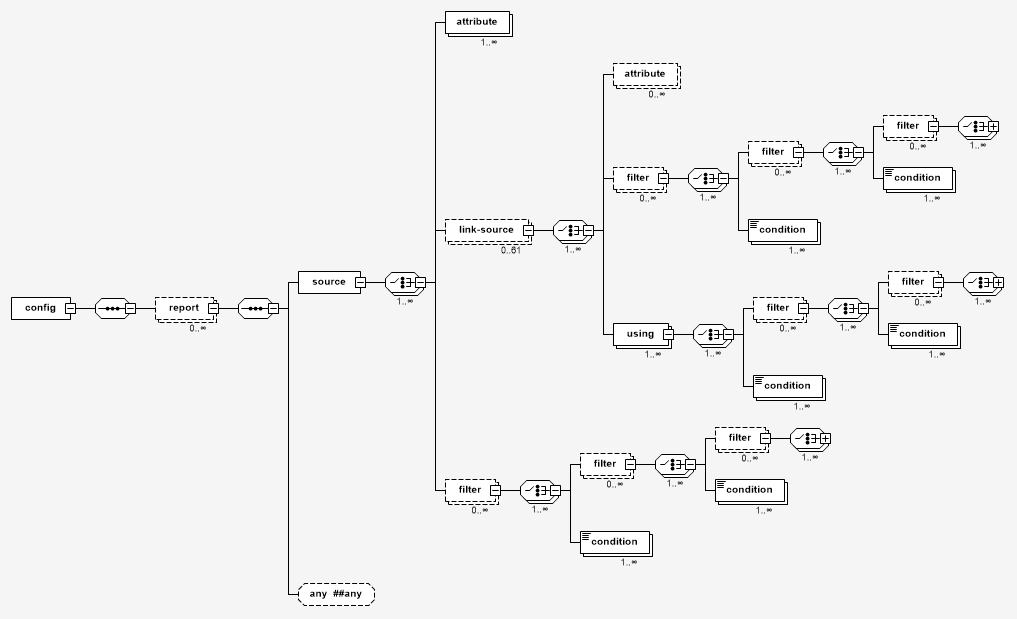 attribute
1..∞
attribute
0..∞
filter
0..∞
1..∞
filter
0..∞
1..∞
condition
1..∞
filter
0..∞
1..∞
condition
1..∞
link-source
0..61
1..∞
source
1..∞
filter
0..∞
1..∞
config
report
0..∞
filter
0..∞
1..∞
condition
1..∞
using
1..∞
1..∞
condition
1..∞
filter
0..∞
1..∞
filter
0..∞
1..∞
condition
1..∞
filter
0..∞
1..∞
condition
1..∞
any ##any